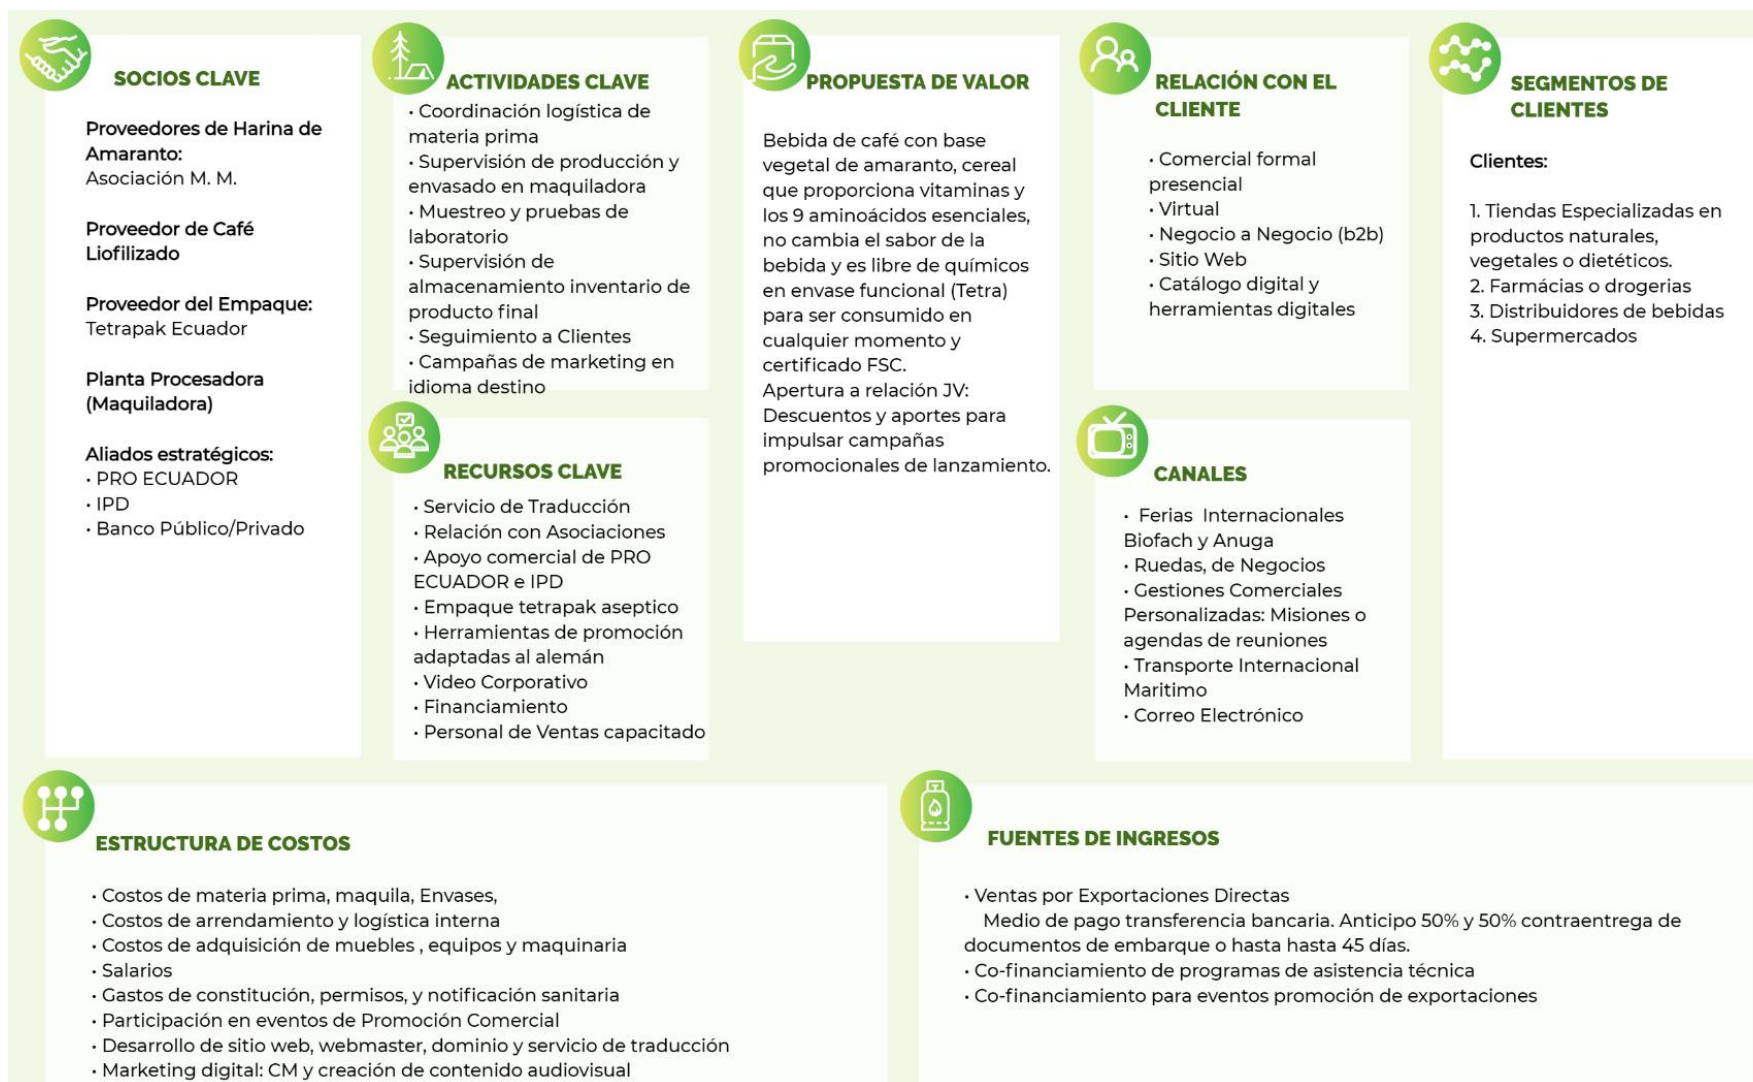 SOCIOS CLAVE
Proveedores de Harina de
Amaranto:
Asociación M. M.
Proveedor de Café
Liofilizado
Proveedor del Empaque:
Tetrapak Ecuador
Planta Procesadora
(Maquiladora)
Aliados estratégicos:
• PRO ECUADOR
• IPD
• Banco Público/Privado
ACTIVIDADES CLAVE
• Coordinación logística de
materia prima
• Supervisión de producción y
envasado en maquiladora
• Muestreo y pruebas de
laboratorio
• Supervisión de
almacenamiento inventario de
producto final
• Seguimiento a Clientes
• Campañas de marketing en
idioma destino
RECURSOS CLAVE
• Servicio de Traducción
• Relación con Asociaciones
• Apoyo comercial de PRO
ECUADOR e IPD
• Empaque tetrapak aseptico
• Herramientas de promoción
adaptadas al alemán
• Video Corporativo
• Financiamiento
• Personal de Ventas capacitado
PROPUESTA DE VALOR
Bebida de café con base
vegetal de amaranto, cereal
que proporciona vitaminas y
los 9 aminoácidos esenciales,
no cambia el sabor de la
bebida y es libre de químicos
en envase funcional (Tetra)
para ser consumido en
cualquier momento y
certificado FSC.
Apertura a relación JV:
Descuentos y aportes para
impulsar campañas
promocionales de lanzamiento.
RELACIÓN CON EL
CLIENTE
• Comercial formal
presencial
• Virtual
• Negocio a Negocio (b2b)
• Sitio Web
• Catálogo digital y
herramientas digitales
CANALES
• Ferias Internacionales
Biofach y Anuga
• Ruedas, de Negocios
• Gestiones Comerciales
Personalizadas: Misiones o
agendas de reuniones
• Transporte Internacional
Maritimo
• Correo Electrónico
SEGMENTOS DE
CLIENTES
Clientes:
1. Tiendas Especializadas en
productos naturales,
vegetales o dietéticos.
2. Farmácias o drogerias
3. Distribuidores de bebidas
4. Supermercados
ESTRUCTURA DE COSTOS
• Costos de materia prima, maquila, Envases,
• Costos de arrendamiento y logística interna
• Costos de adquisición de muebles , equipos y maquinaria
• Salarios
• Gastos de constitución, permisos, y notificación sanitaria
• Participación en eventos de Promoción Comercial
• Desarrollo de sitio web, webmaster, dominio y servicio de traducción
• Marketing digital: CM y creación de contenido audiovisual
FUENTES DE INGRESOS
• Ventas por Exportaciones Directas
Medio de pago transferencia bancaria. Anticipo 50% y 50% contraentrega de
documentos de embarque o hasta hasta 45 días.
• Co-financiamiento de programas de asistencia técnica
• Co-financiamiento para eventos promoción de exportaciones